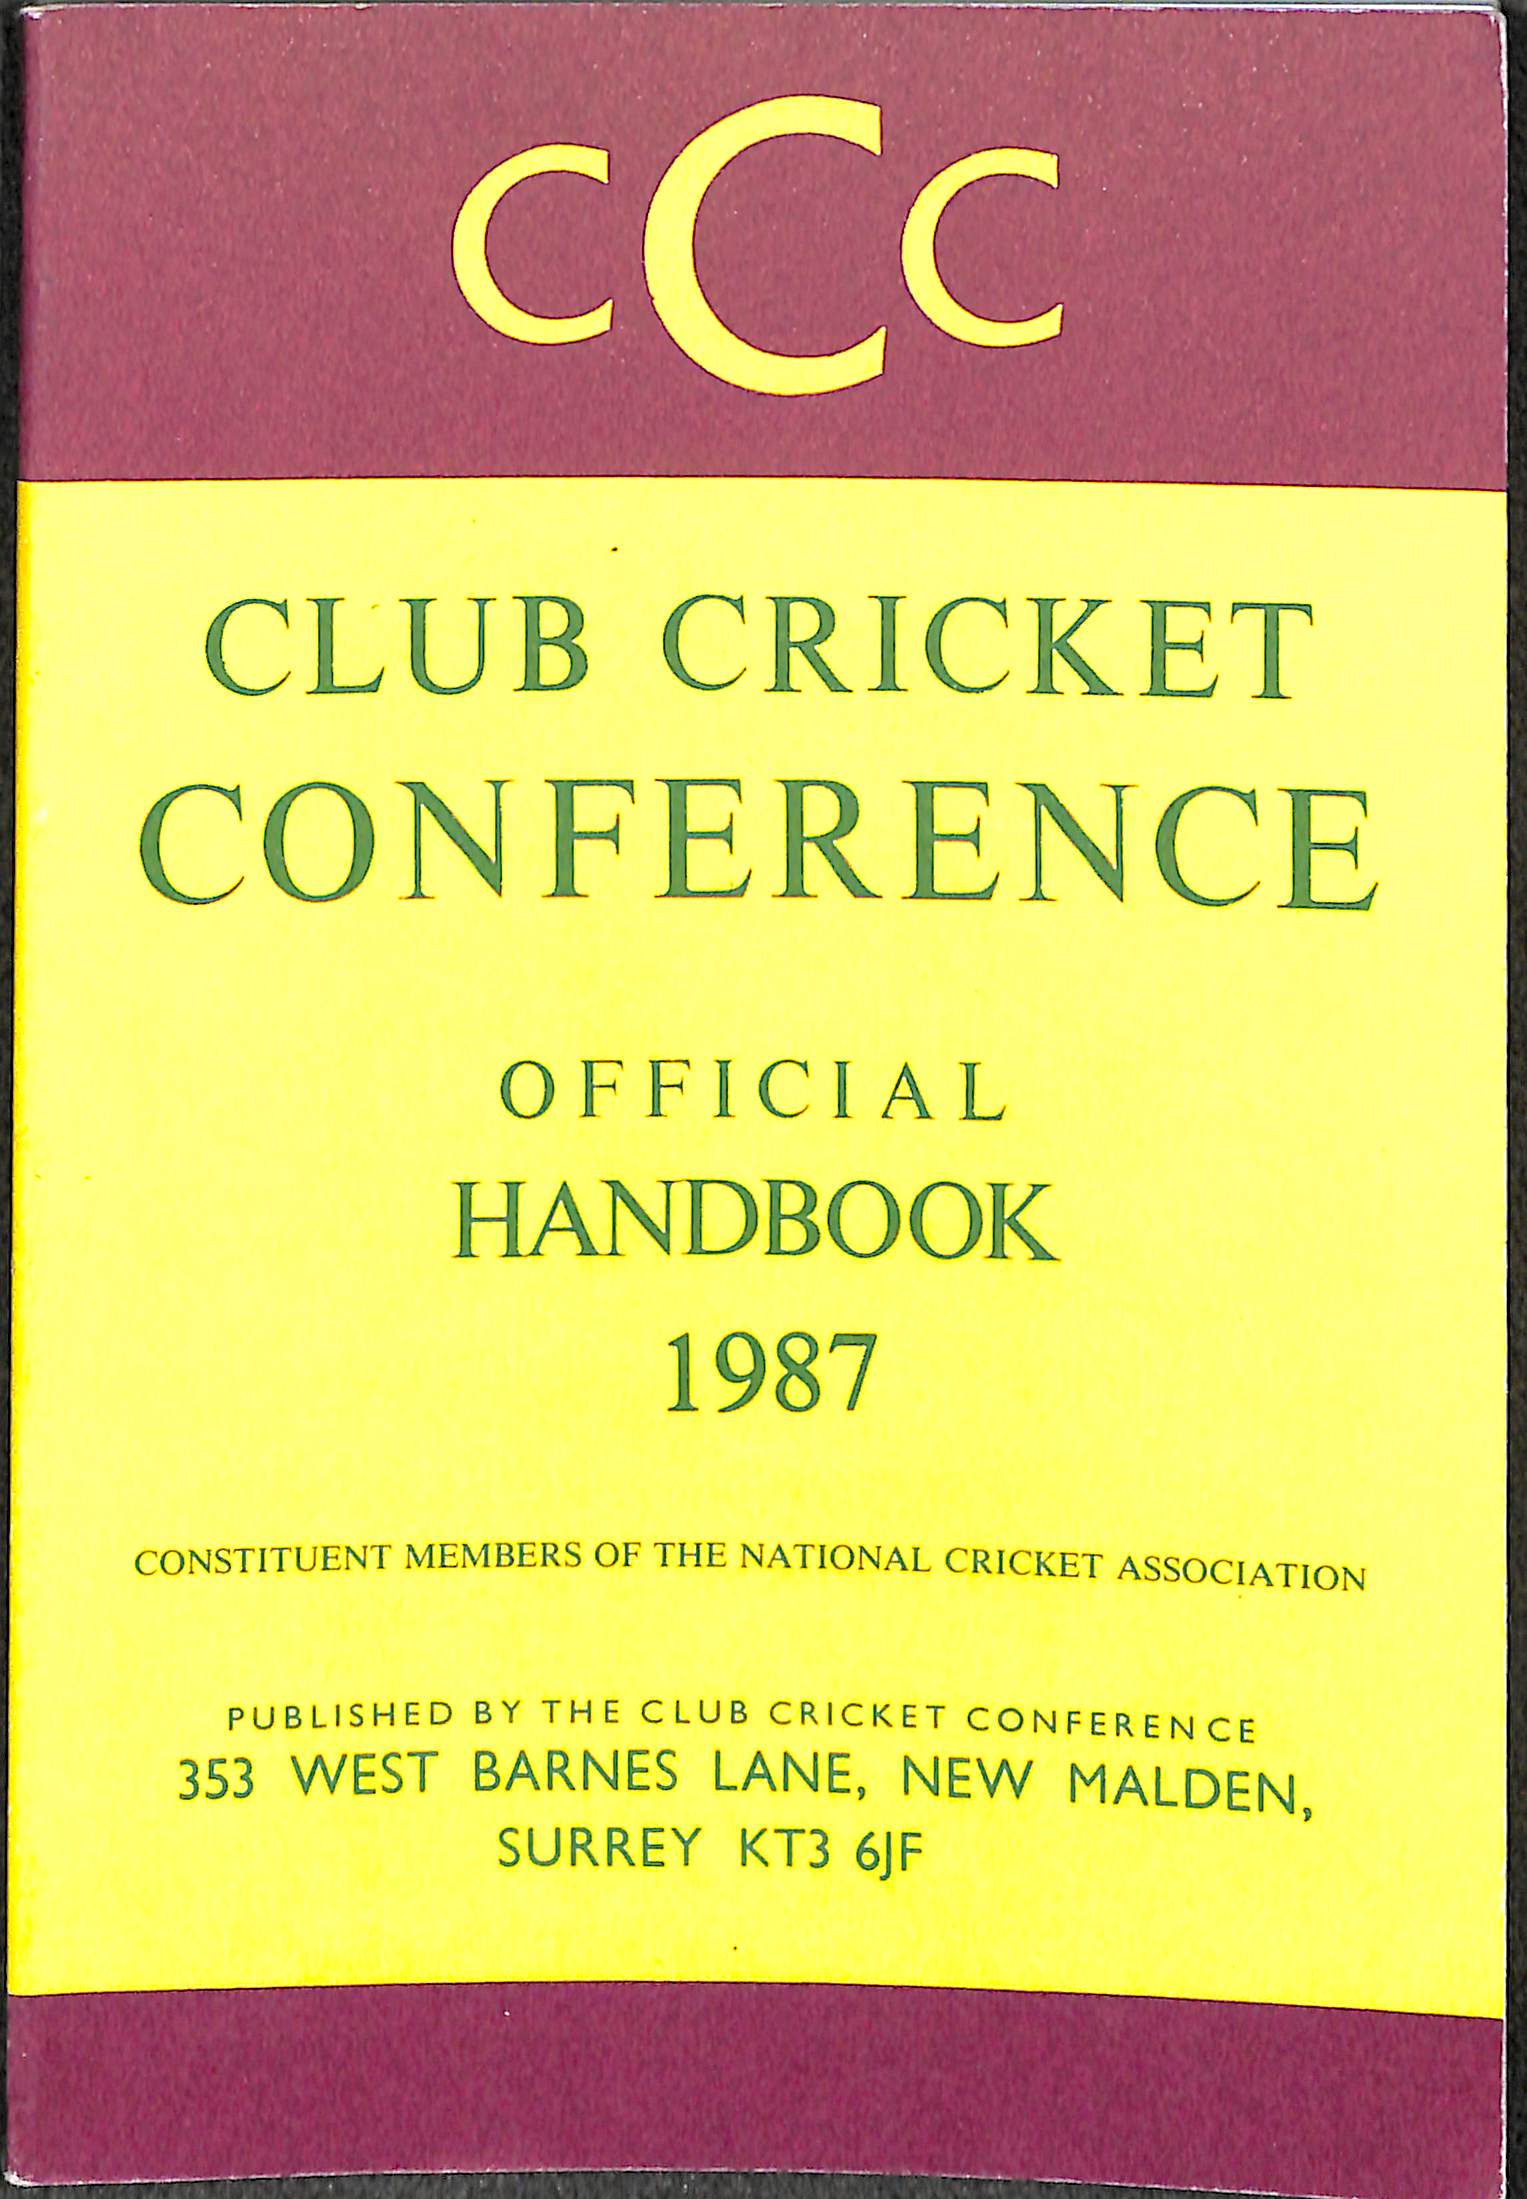 CCC
CLUB CRICKET
CONFERENCE
OFFICIAL
HANDBOOK
1987
CONSTITUENT MEMBERS OF THE NATIONAL CRICKET ASSOCIATION
PUBLISHED BY THE CLUB CRICKET CONFERENCE
353 WEST BARNES LANE, NEW MALDEN,
SURREY KT3 6JF